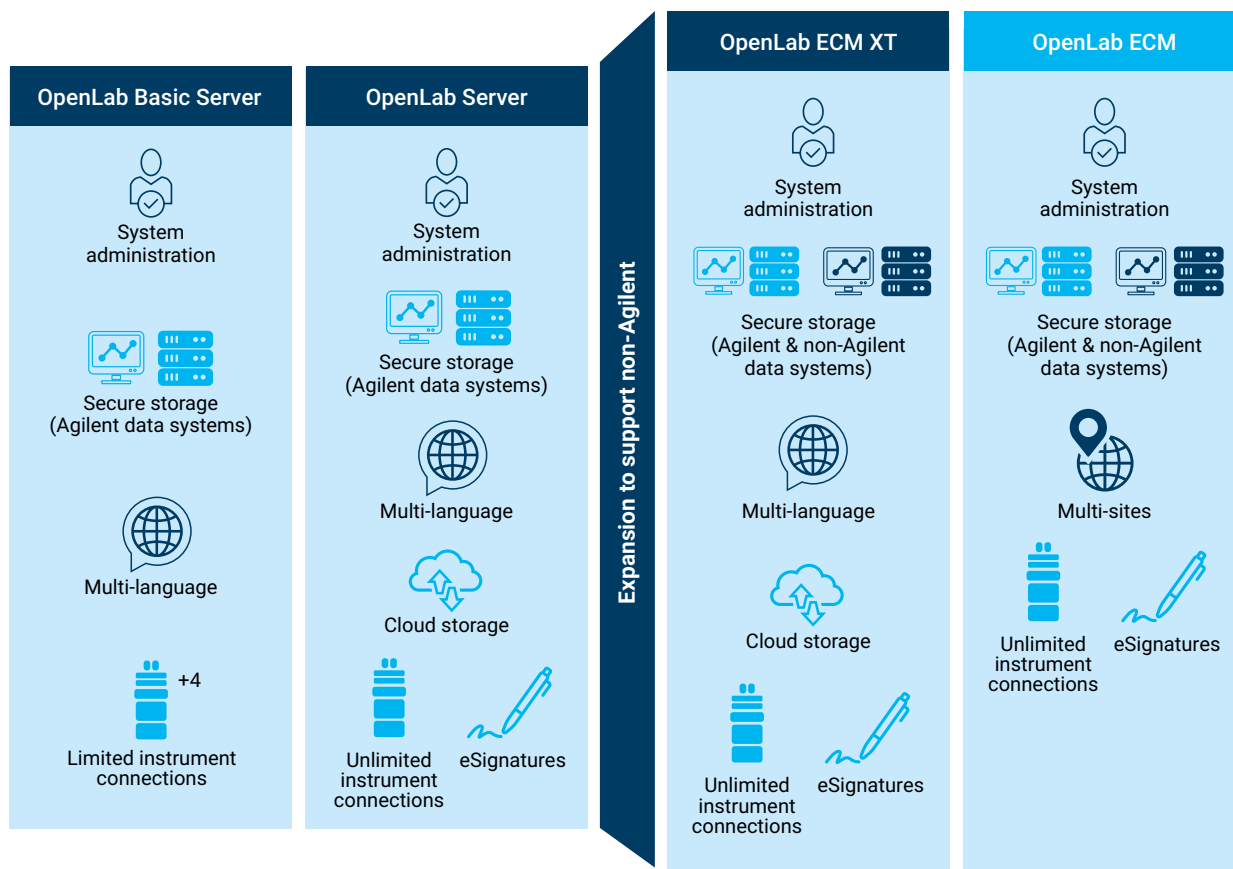 OpenLab Basic Server
System
administration
Secure storage
(Agilent data systems)
Multi-language
+4
Limited instrument
connections
OpenLab Server
System
administration
Secure storage
(Agilent data systems)
Multi-language
Cloud storage
Unlimited
instrument
connections
eSignatures
Expansion to support non-Agilent
OpenLab ECM XT
System
administration
Secure storage
(Agilent & non-Agilent
data systems)
Multi-language
Cloud storage
Unlimited
instrument
connections
eSignatures
OpenLab ECM
System
administration
Secure storage
(Agilent & non-Agilent
data systems)
Multi-sites
Unlimited
instrument
connections
eSignatures